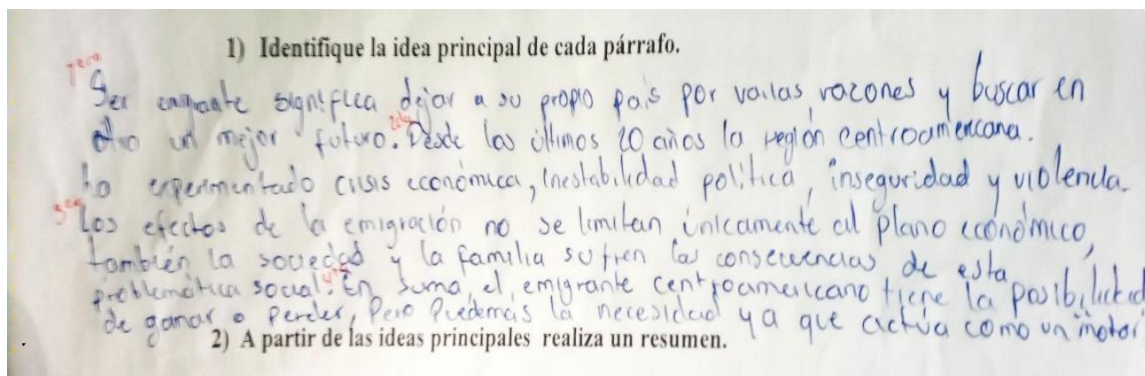 1) Identifique la idea principal de cada párrafo.
1ero
Ser emigrante significa dejar a su propio país por varias razones y buscar en
otro un mejor futuro. 2do Desde los últimos 20 años la región centroamericana.
ha experimentado crisis económica, inestabilidad política, inseguridad y violencia.
3ero Los efectos de la emigración no se limitan únicamente al plano económico,
también la sociedad y la familia sufren las consecuencias de esta
problemática social. En suma, el emigrante centroamericano tiene la posibilidad
de ganar o perder, Pero la necesidad ya que actúa como un motor
2) A partir de las ideas principales realiza un resumen.